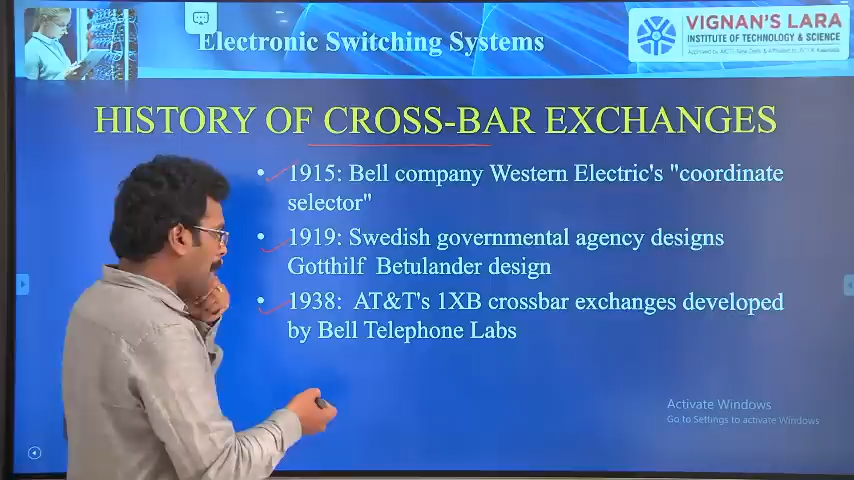 Electronic Switching Systems
VIGNAN'S LARA
INSTITUTE OF TECHNOLOGY & SCIENCE
HISTORY OF CROSS-BAR EXCHANGES
• 1915: Bell company Western Electric's "coordinate
selector"
• 1919: Swedish governmental agency designs
Gotthilf Betulander design
• 1938: AT&T's 1XB crossbar exchanges developed
by Bell Telephone Labs
Activate Windows
Go to Settings to activate Windows